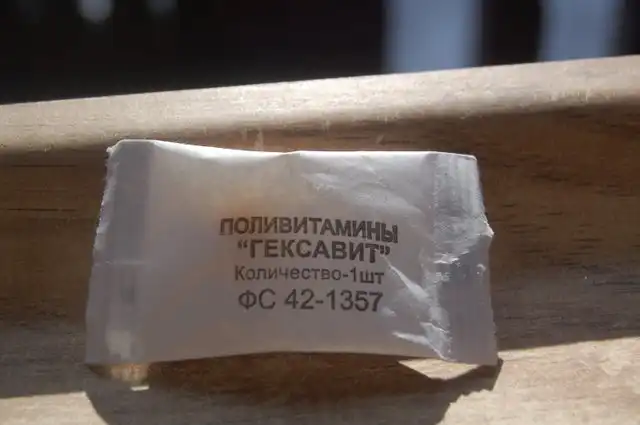 ПОЛИВИТАМИНЫ
"ГЕКСАВИТ"
Количество-1шт
ФС 42-1357